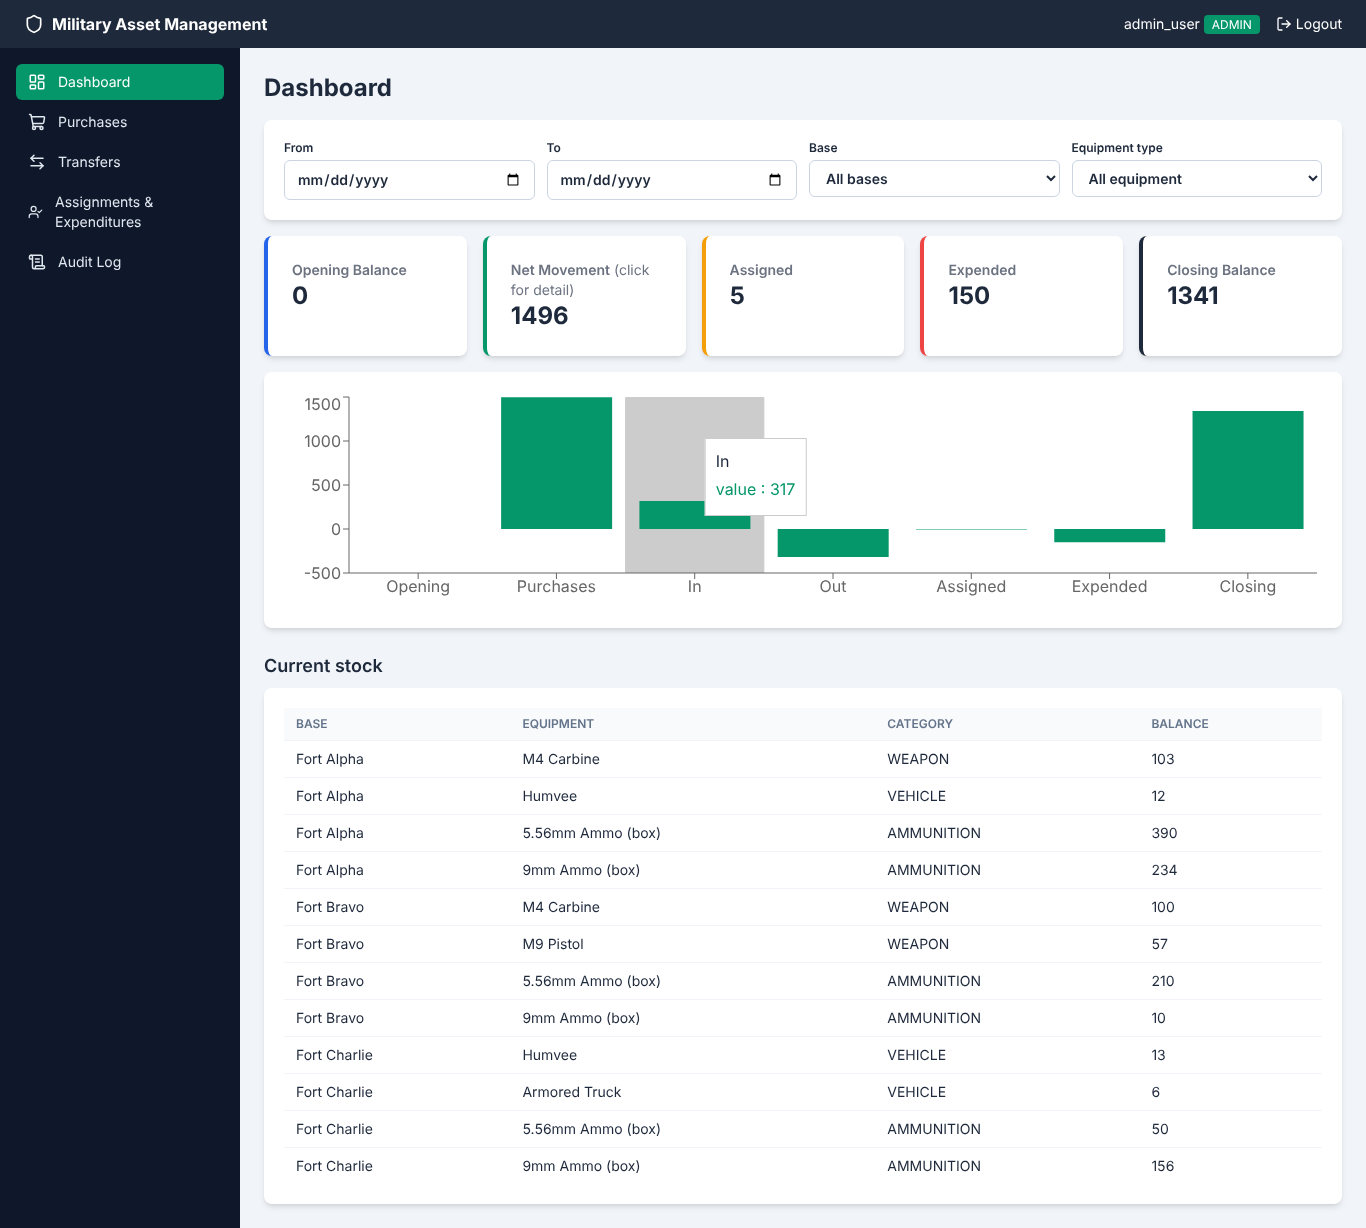 Military Asset Management
admin_user ADMIN Logout
Dashboard
Purchases
Transfers
Assignments &
Expenditures
Audit Log
Dashboard
From To Base Equipment type
mm/dd/yyyy mm/dd/yyyy All bases All equipment
Opening Balance
0
Net Movement (click
for detail)
1496
Assigned
5
Expended
150
Closing Balance
1341
1500
1000
500
0
-500
In
value : 317
Opening Purchases In Out Assigned Expended Closing
Current stock
BASE EQUIPMENT CATEGORY BALANCE
Fort Alpha M4 Carbine WEAPON 103
Fort Alpha Humvee VEHICLE 12
Fort Alpha 5.56mm Ammo (box) AMMUNITION 390
Fort Alpha 9mm Ammo (box) AMMUNITION 234
Fort Bravo M4 Carbine WEAPON 100
Fort Bravo M9 Pistol WEAPON 57
Fort Bravo 5.56mm Ammo (box) AMMUNITION 210
Fort Bravo 9mm Ammo (box) AMMUNITION 10
Fort Charlie Humvee VEHICLE 13
Fort Charlie Armored Truck VEHICLE 6
Fort Charlie 5.56mm Ammo (box) AMMUNITION 50
Fort Charlie 9mm Ammo (box) AMMUNITION 156